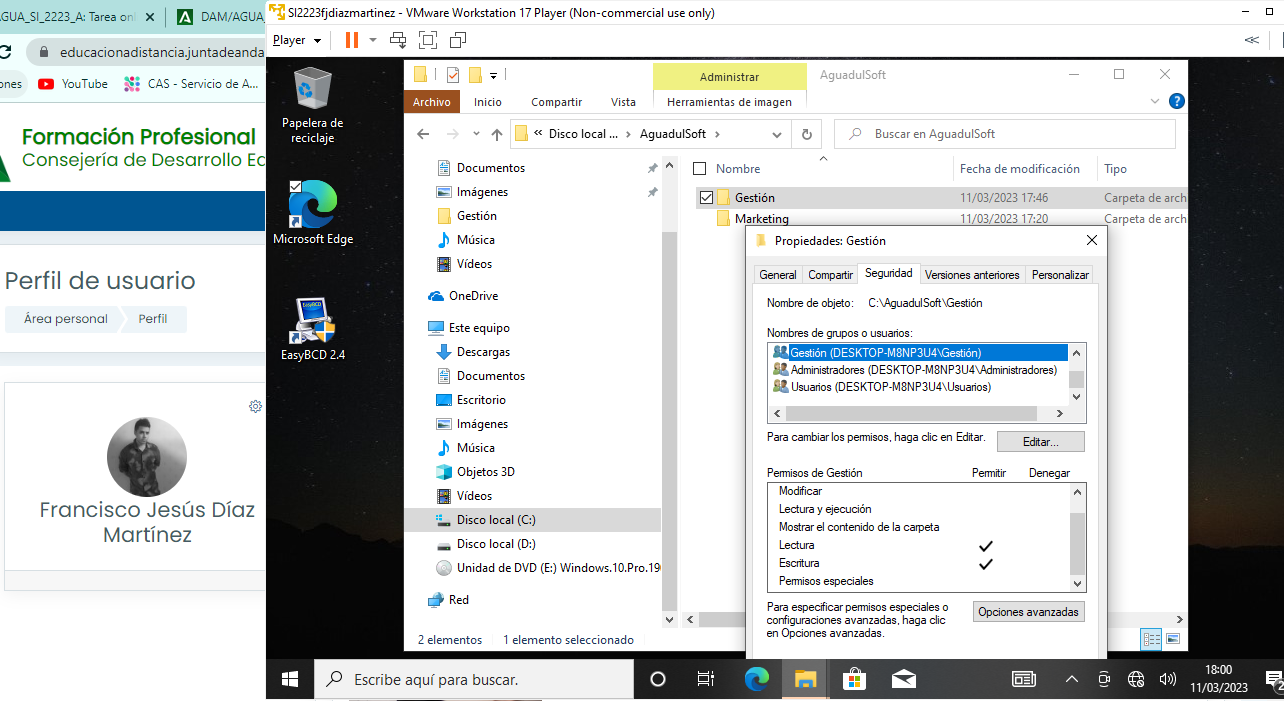 AGUA_SI_2223_A: Tarea onl
DAM/AGUA_
educacionadistancia.juntadeanda
ones
YouTube
CAS - Servicio de A...
Formación Profesional
Consejería de Desarrollo Ed
Perfil de usuario
Área personal
Perfil
Francisco Jesús Díaz
Martínez
SI2223fjdiazmartinez - VMware Workstation 17 Player (Non-commercial use only)
Player
Papelera de
reciclaje
Microsoft Edge
EASYBCD
EasyBCD 2.4
Administrar
AguadulSoft
Archivo
Inicio
Compartir
Vista
Herramientas de imagen
« Disco local ... > AguadulSoft >
Buscar en AguadulSoft
Documentos
Imágenes
Gestión
Música
Vídeos
OneDrive
Este equipo
Descargas
Documentos
Escritorio
Imágenes
Música
Objetos 3D
Vídeos
Disco local (C:)
Disco local (D:)
Unidad de DVD (E:) Windows.10.Pro.190
Red
Nombre
Fecha de modificación
Tipo
Gestión
11/03/2023 17:46
Carpeta de arch
Marketing
11/03/2023 17:20
Carpeta de arch
Propiedades: Gestión
General
Compartir
Seguridad
Versiones anteriores
Personalizar
Nombre de objeto: C:\AguadulSoft\Gestión
Nombres de grupos o usuarios:
Gestión (DESKTOP-M8NP3U4\Gestión)
Administradores (DESKTOP-M8NP3U4\Administradores)
Usuarios (DESKTOP-M8NP3U4\Usuarios)
Para cambiar los permisos, haga clic en Editar.
Editar...
Permisos de Gestión
Permitir
Denegar
Modificar
Lectura y ejecución
Mostrar el contenido de la carpeta
Lectura
Escritura
Permisos especiales
Para especificar permisos especiales o
configuraciones avanzadas, haga clic
en Opciones avanzadas.
Opciones avanzadas
2 elementos
1 elemento seleccionado
Escribe aquí para buscar.
18:00
11/03/2023
2